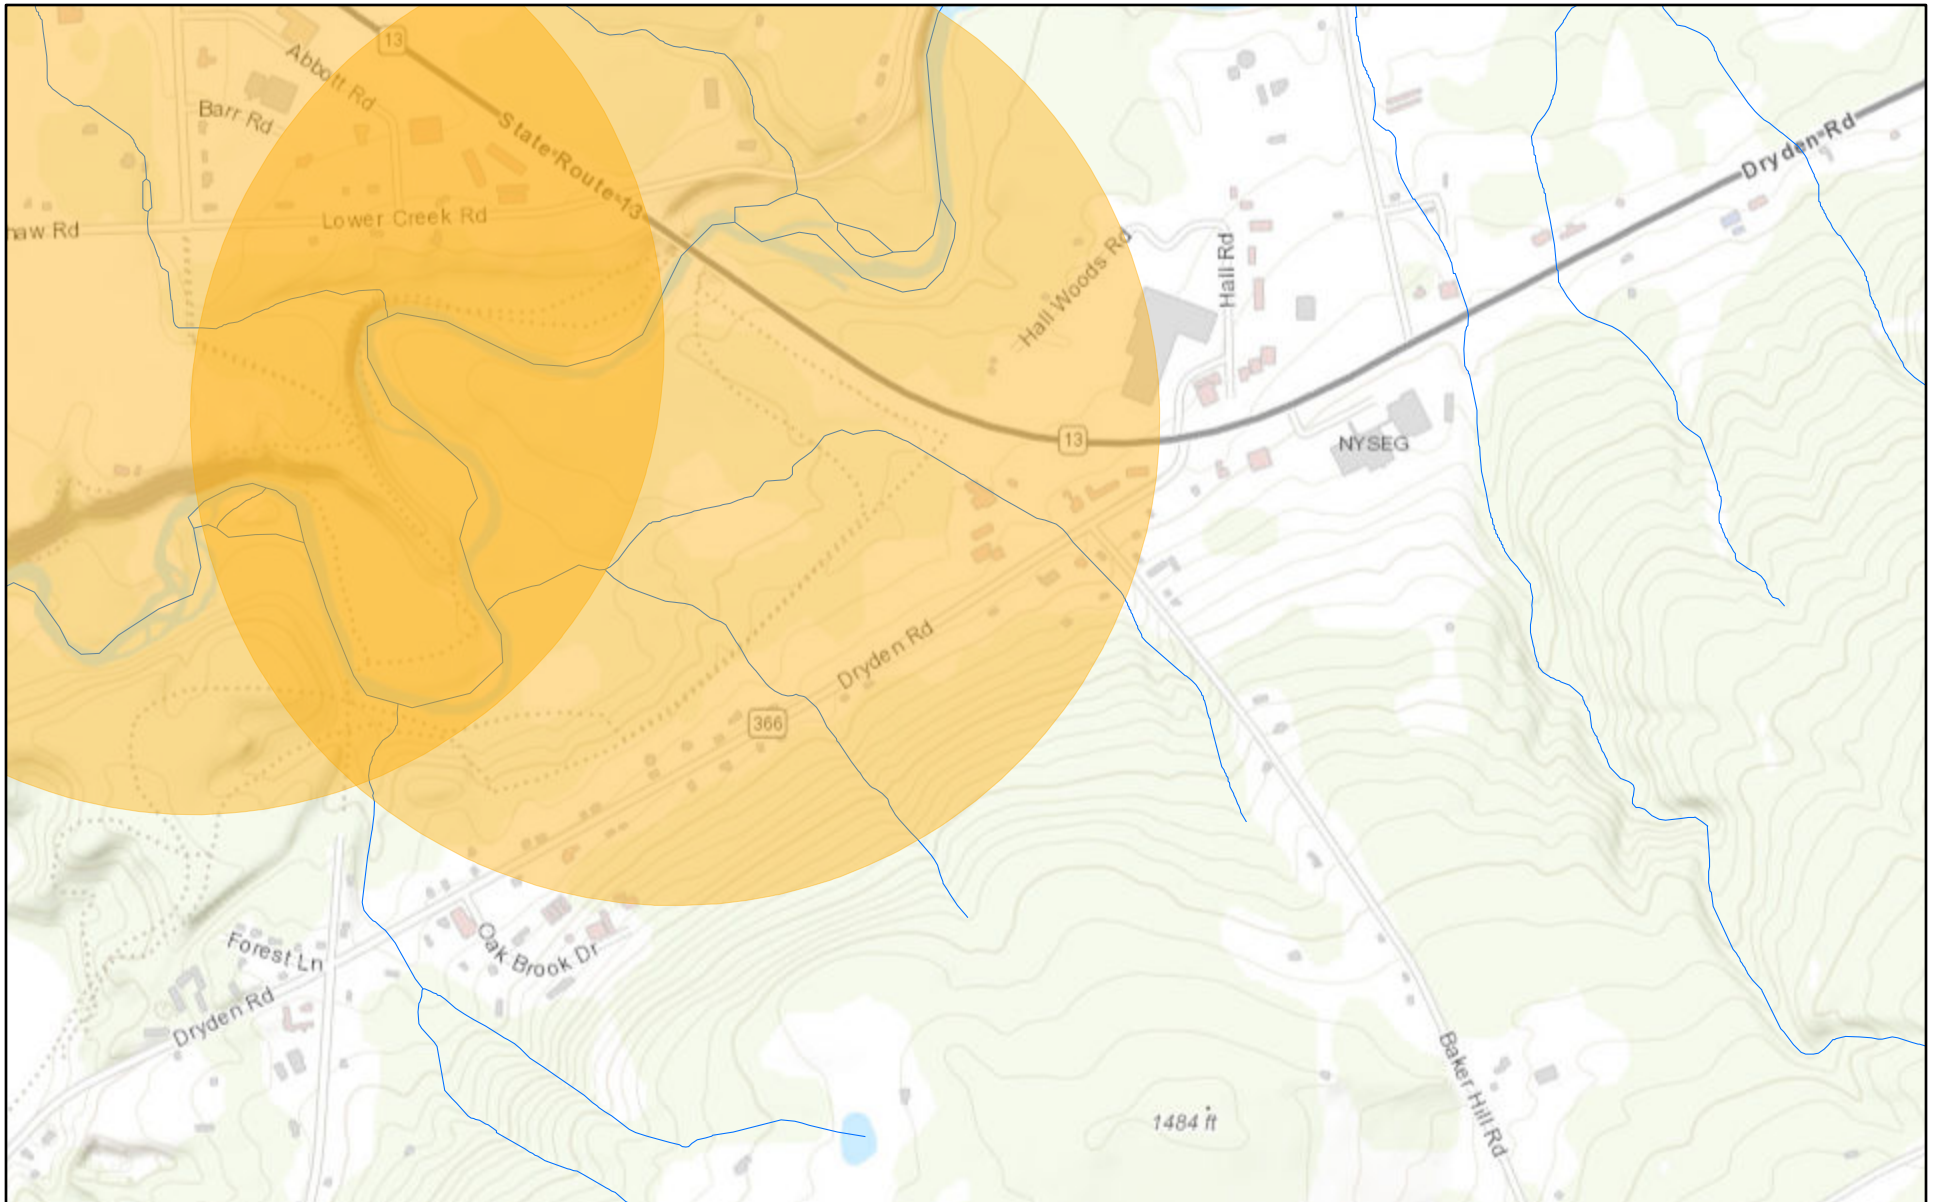 13
Abbott Rd
Barr Rd
State Route 13
Dryden Rd
Lower Creek Rd
haw Rd
Hall Woods Rd
Hall Rd
13
NYSEG
Dryden Rd
366
Oak Brook Dr
Forest Ln
Dryden Rd
Baker Hill Rd
1484 ft